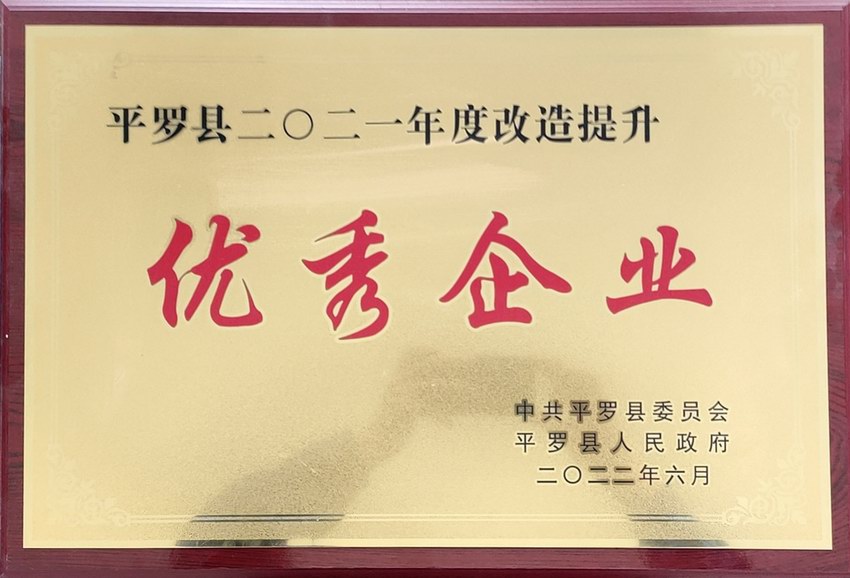 平罗县二〇二一年度改造提升
优秀企业
中共平罗县委员会
平罗县人民政府
二〇二二年六月